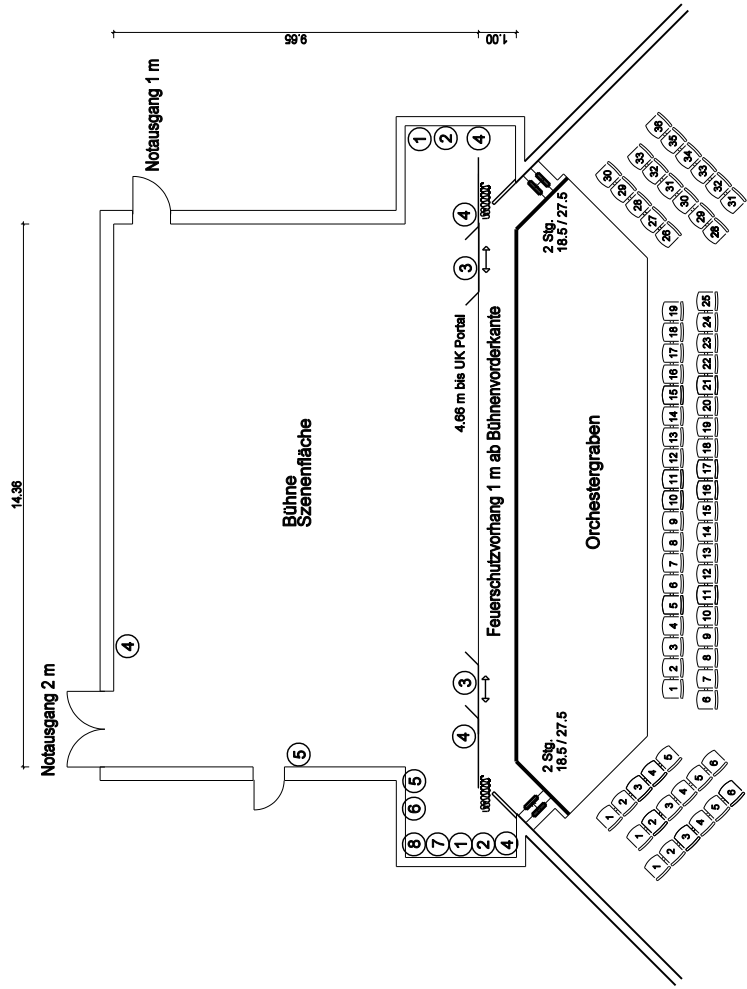 14.36
9.65
1.00
Notausgang 2 m
Notausgang 1 m
4
5
Bühne
Szenenfläche
5
6
8
7
1
2
4
1
2
4
4
3
3
4
4.66 m bis UK Portal
Feuerschutzvorhang 1 m ab Bühnenvorderkante
2 Stg.
18.5 / 27.5
2 Stg.
18.5 / 27.5
Orchestergraben
1 2 3 4 5
1 2 3 4 5 6
1 2 3 4 5 6
1 2 3 4 5 6 7 8 9 10 11 12 13 14 15 16 17 18 19
6 7 8 9 10 11 12 13 14 15 16 17 18 19 20 21 22 23 24 25
26 27 28 29 30
28 29 30 31 32 33
31 32 33 34 35 36